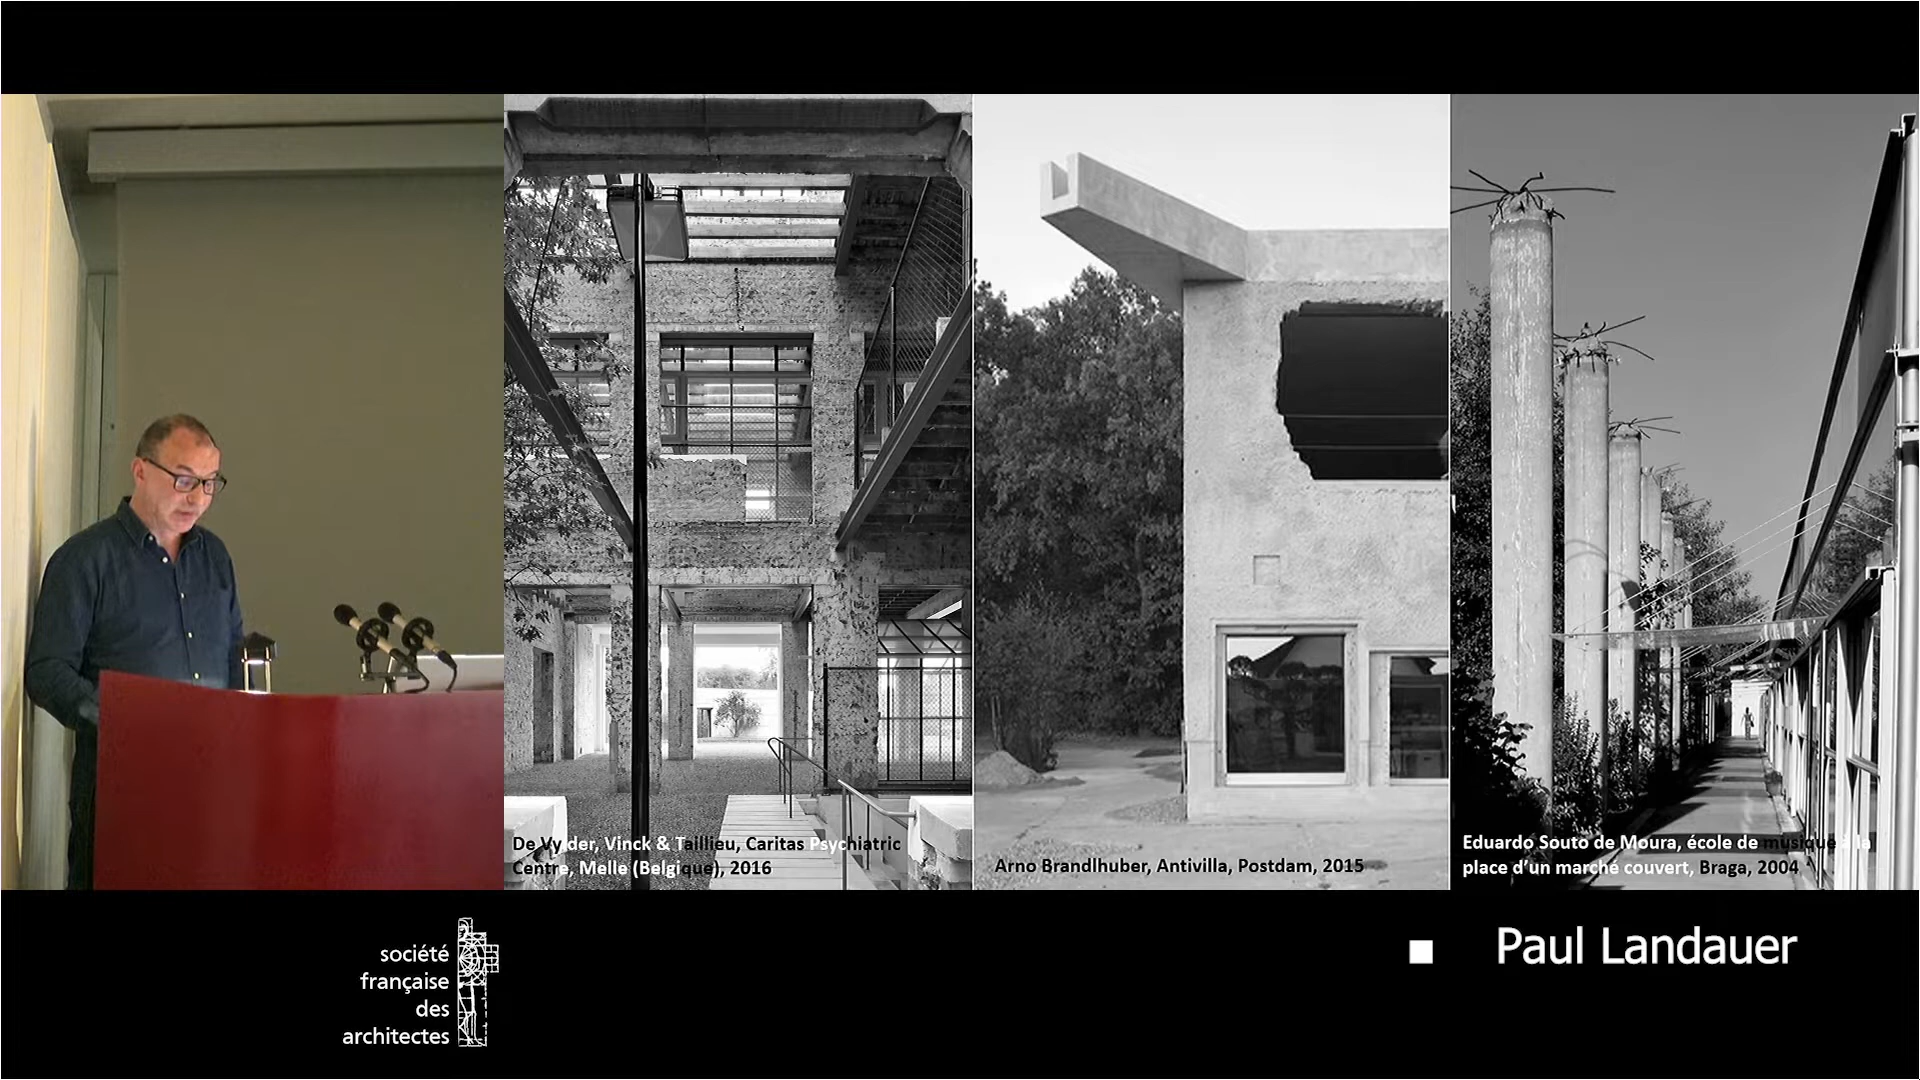 De Vylder, Vinck & Taillieu, Caritas Psychiatric
Centre, Melle (Belgique), 2016
Arno Brandlhuber, Antivilla, Postdam, 2015
Eduardo Souto de Moura, école de musique à la
place d'un marché couvert, Braga, 2004
société
française
des
architectes
Paul Landauer